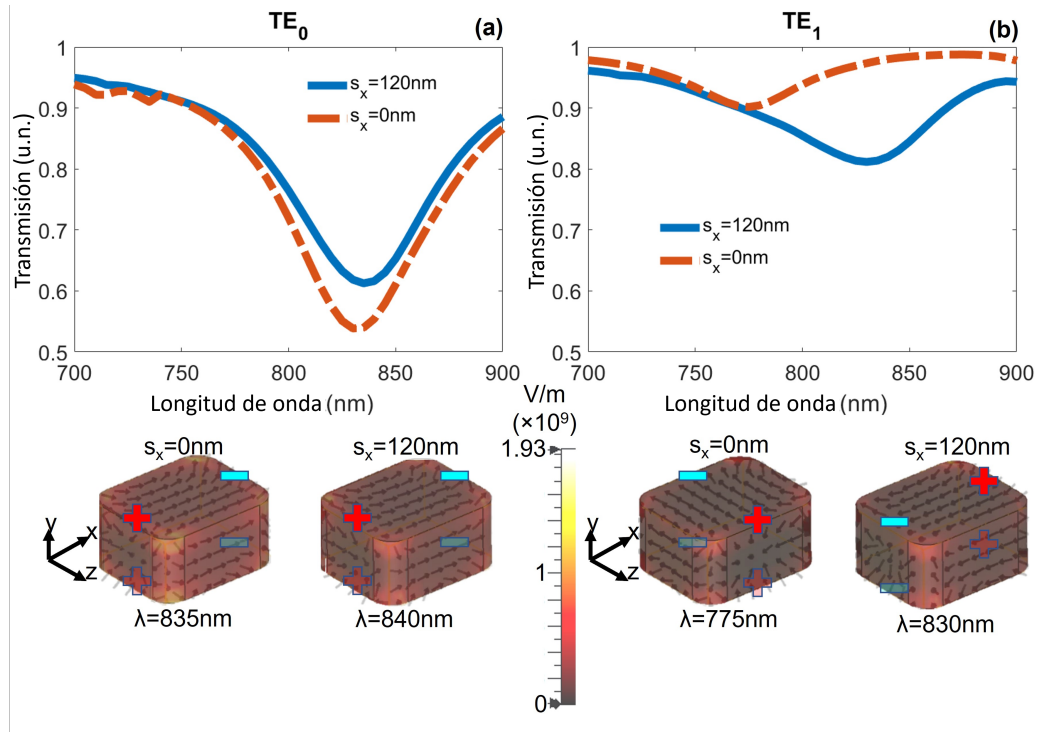 TE0
(a)
1
0.9
0.8
0.7
0.6
0.5
Transmisión (u.n.)
sx=120nm
sx=0nm
700
750
800
850
900
Longitud de onda (nm)
TE1
(b)
1
0.9
0.8
0.7
0.6
0.5
Transmisión (u.n.)
sx=120nm
sx=0nm
700
750
800
850
900
Longitud de onda (nm)
V/m
(×10⁹)
1.93
1
0
sx=0nm
sx=120nm
y
x
z
λ=835nm
λ=840nm
sx=0nm
sx=120nm
y
x
z
λ=775nm
λ=830nm